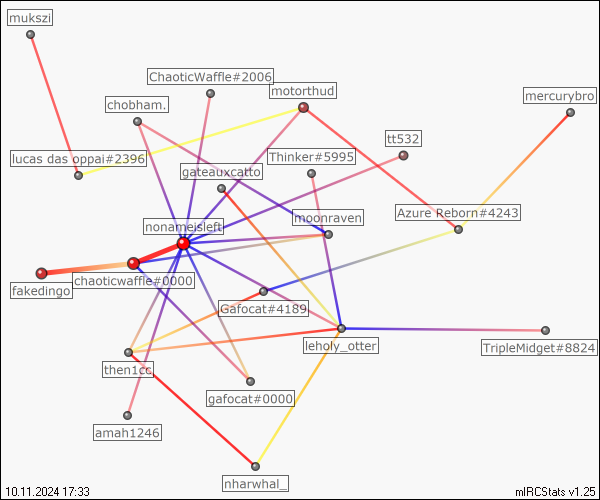 mukszi
ChaoticWaffle#2006
motorthud
mercurybro
chobham.
tt532
Thinker#5995
lucas das oppai#2396
gateauxcatto
Azure Reborn#4243
moonraven
nonameisleft
chaoticwaffle#0000
fakedingo
Gafocat#4189
leholy_otter
TripleMidget#8824
then1cc
gafocat#0000
amah1246
nharwhal_
10.11.2024 17:33
mIRCStats v1.25